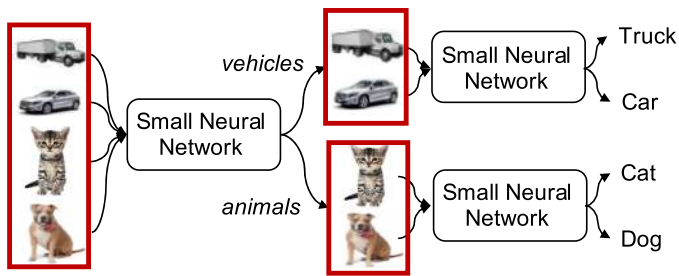 Small Neural
Network
vehicles
animals
Small Neural
Network
Truck
Car
Small Neural
Network
Cat
Dog